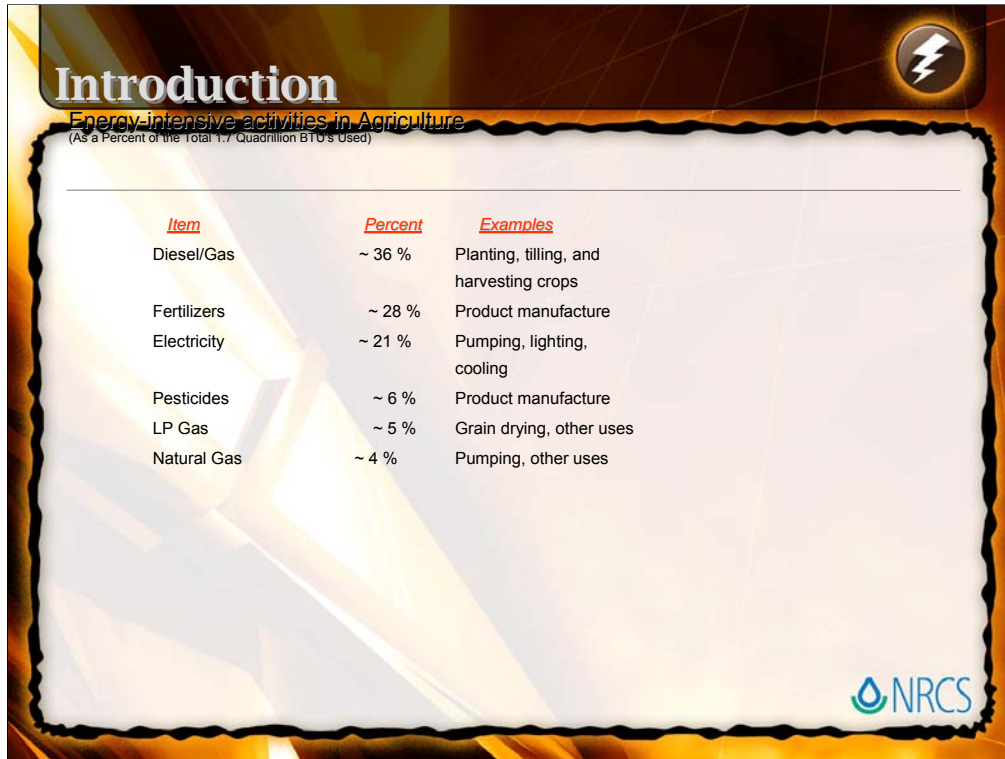 Introduction
Energy-intensive activities in Agriculture
(As a Percent of the Total 1.7 Quadrillion BTU's Used)
Item Percent Examples
Diesel/Gas ~ 36 % Planting, tilling, and
harvesting crops
Fertilizers ~ 28 % Product manufacture
Electricity ~ 21 % Pumping, lighting,
cooling
Pesticides ~ 6 % Product manufacture
LP Gas ~ 5 % Grain drying, other uses
Natural Gas ~ 4 % Pumping, other uses
NRCS